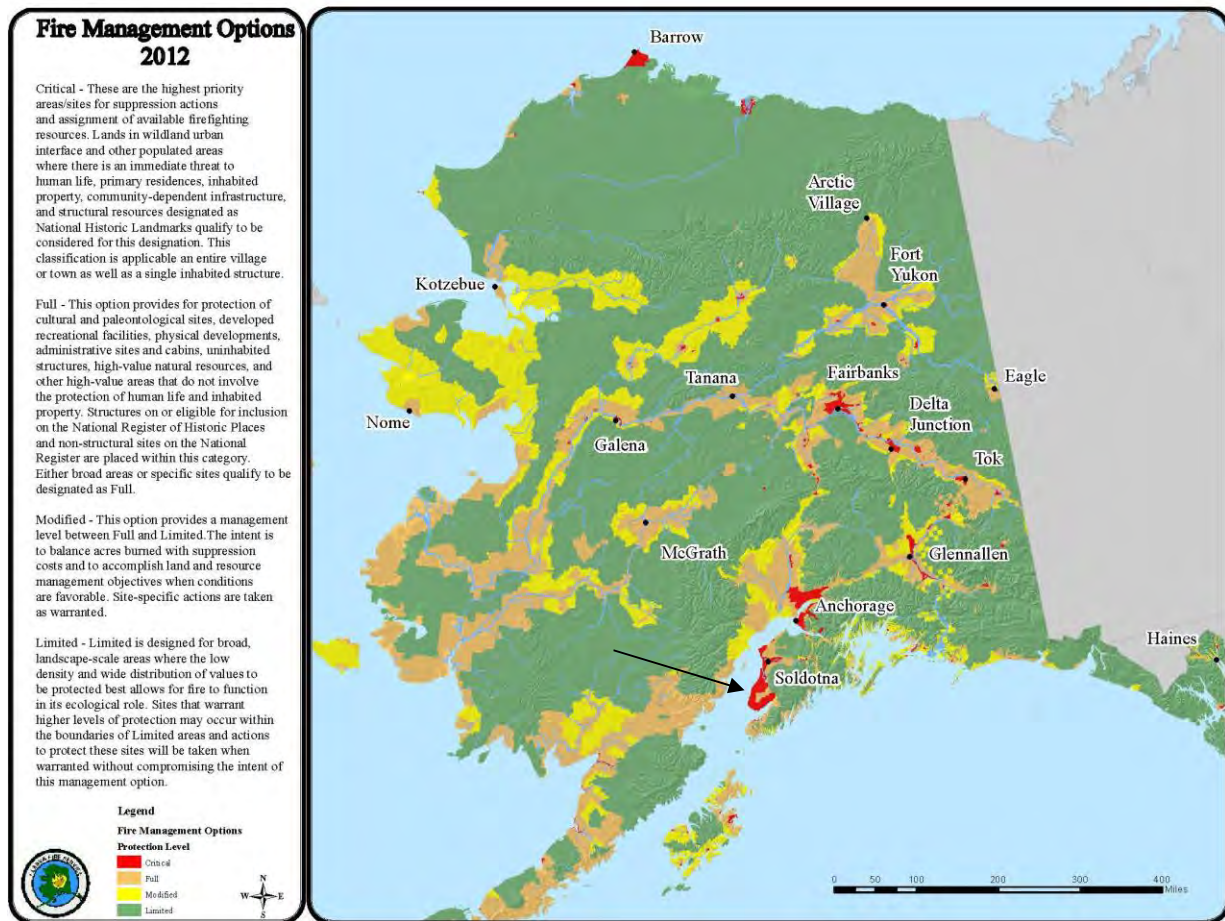 Fire Management Options
2012
Critical - These are the highest priority
areas/sites for suppression actions
and assignment of available firefighting
resources. Lands in wildland urban
interface and other populated areas
where there is an immediate threat to
human life, primary residences, inhabited
property, community-dependent infrastructure,
and structural resources designated as
National Historic Landmarks qualify to be
considered for this designation. This
classification is applicable an entire village
or town as well as a single inhabited structure.
Full - This option provides for protection of
cultural and paleontological sites, developed
recreational facilities, physical developments,
administrative sites and cabins, uninhabited
structures, high-value natural resources, and
other high-value areas that do not involve
the protection of human life and inhabited
property. Structures on or eligible for inclusion
on the National Register of Historic Places
and non-structural sites on the National
Register are placed within this category.
Either broad areas or specific sites qualify to be
designated as Full.
Modified - This option provides a management
level between Full and Limited.The intent is
to balance acres burned with suppression
costs and to accomplish land and resource
management objectives when conditions
are favorable. Site-specific actions are taken
as warranted.
Limited - Limited is designed for broad,
landscape-scale areas where the low
density and wide distribution of values to
be protected best allows for fire to function
in its ecological role. Sites that warrant
higher levels of protection may occur within
the boundaries of Limited areas and actions
to protect these sites will be taken when
warranted without compromising the intent of
this management option.
Legend
Fire Management Options
Protection Level
Critical
Full
Modified
Limited
N
W E
S
Barrow
Arctic
Village
Fort
Yukon
Kotzebue
Tanana
Fairbanks
Eagle
Nome
Galena
Delta
Junction
Tok
McGrath
Glennallen
Anchorage
Haines
Soldotna
0 50 100 200 300 400
Miles